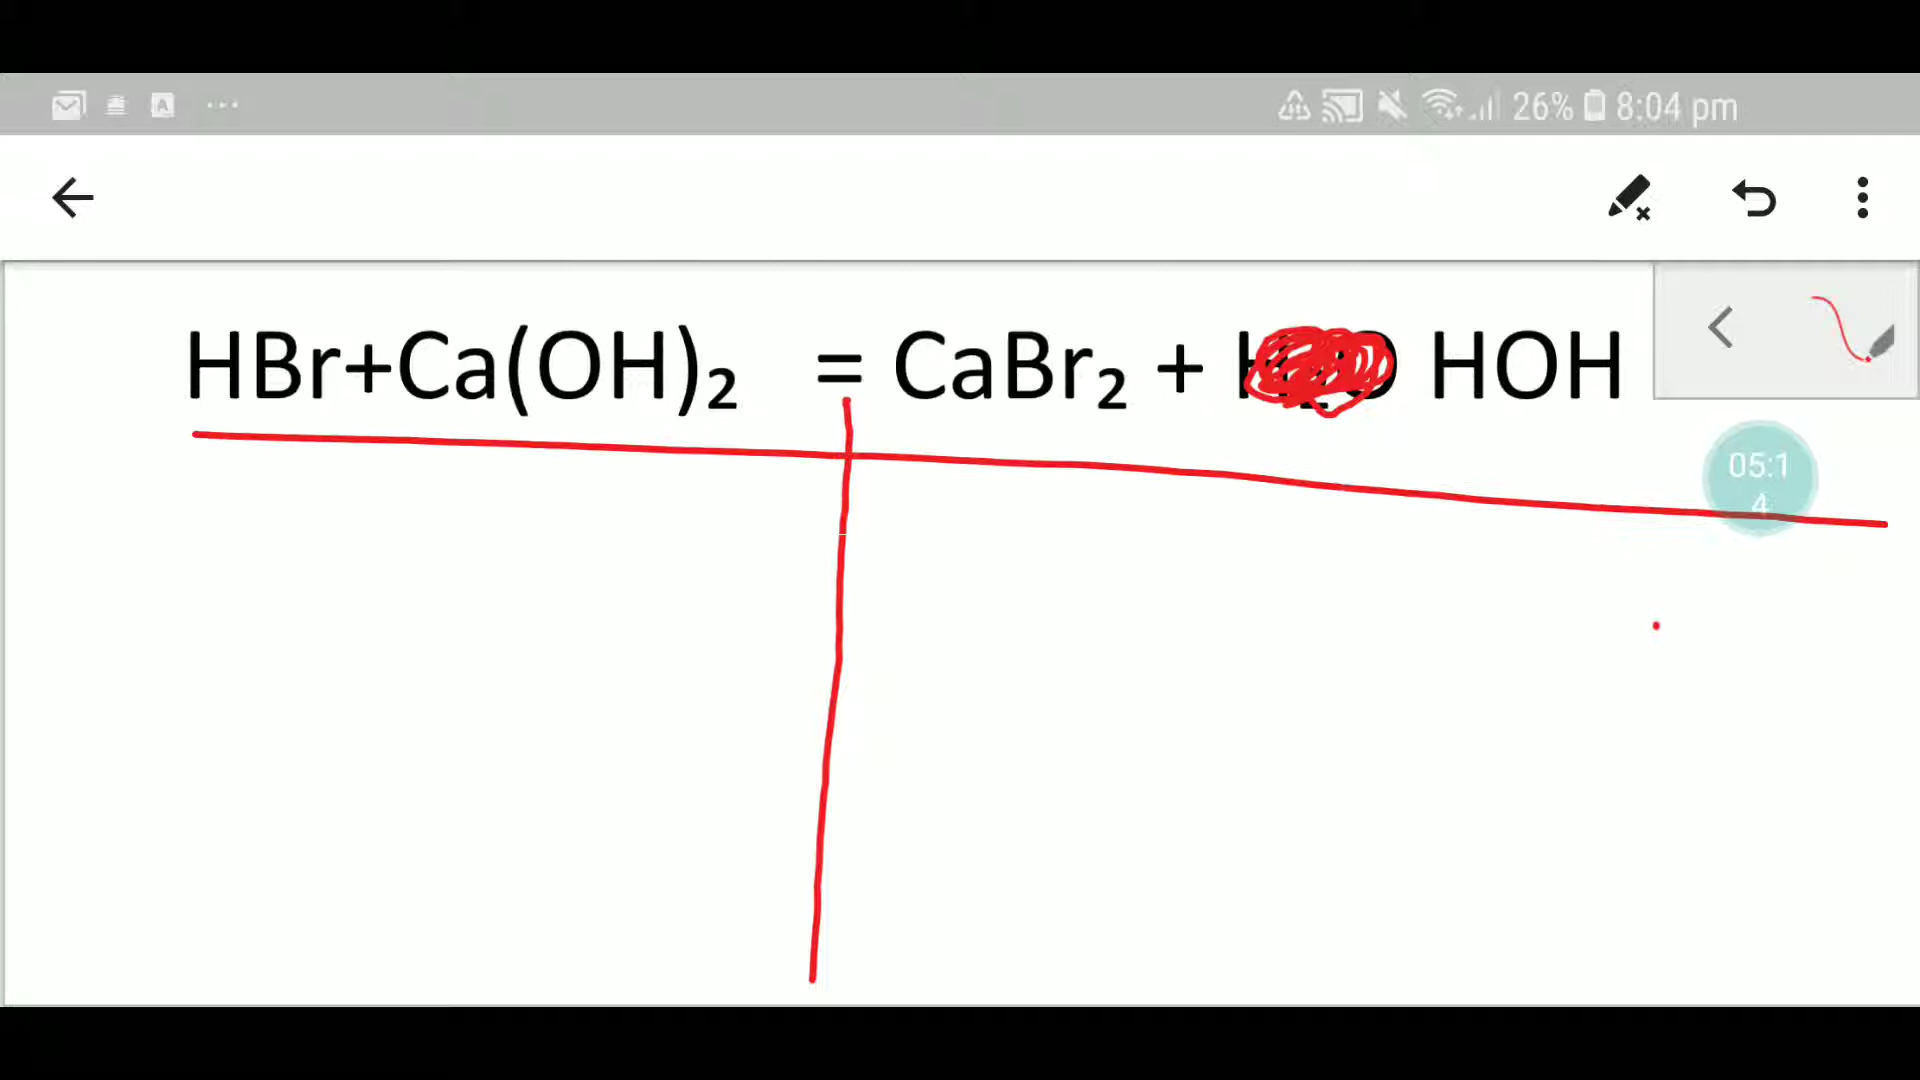 A ... 26% 8:04 pm
HBr+Ca(OH)₂ = CaBr₂ + HOH
05:1
4